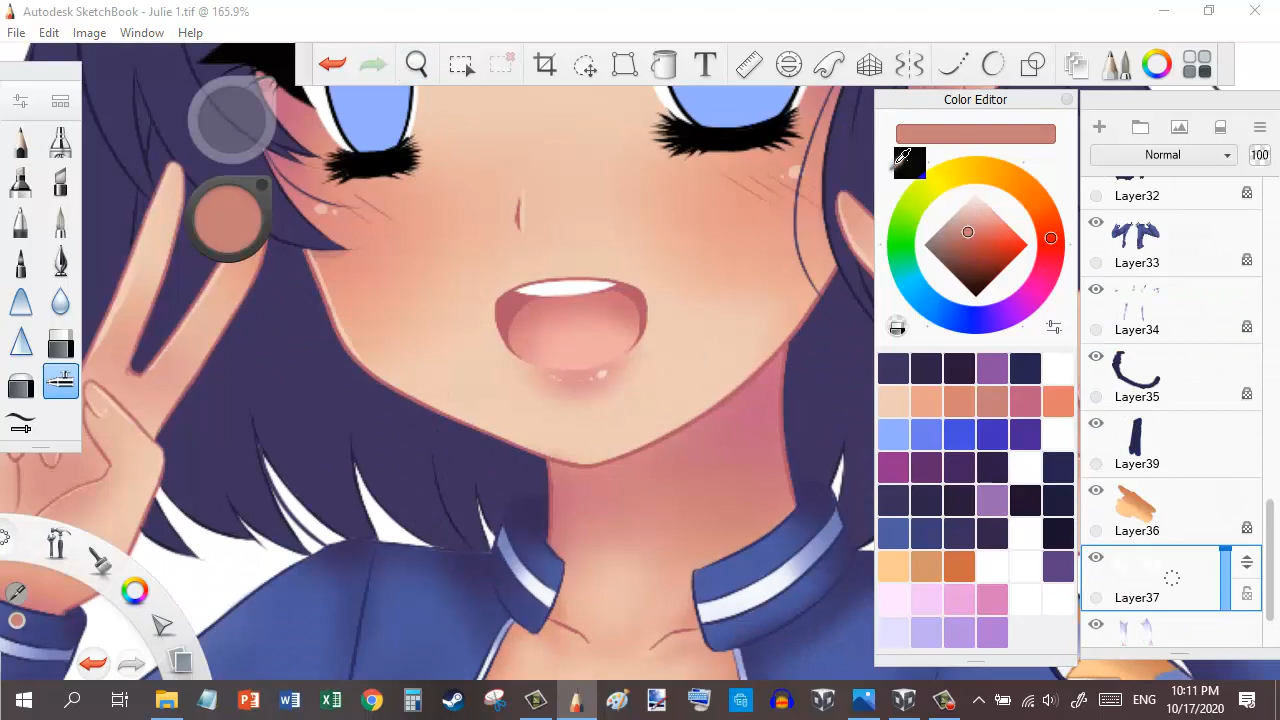 Autodesk SketchBook - Julie 1.tif @ 165.9%
File Edit Image Window Help
T
Color Editor
Normal 100
Layer32
Layer33
Layer34
Layer35
Layer39
Layer36
Layer37
ENG 10:11 PM
10/17/2020